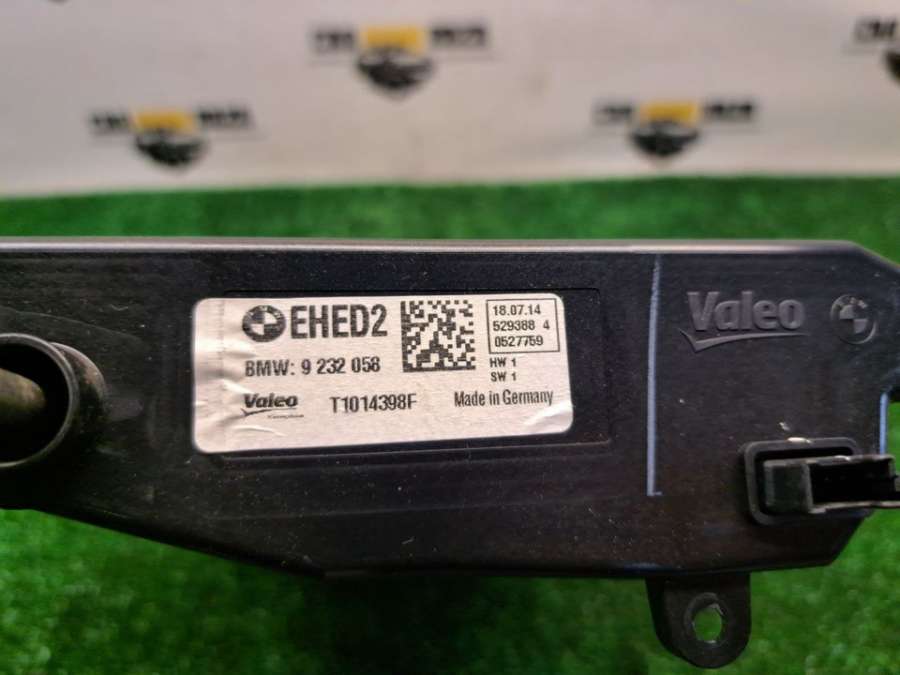 EHED2
BMW: 9 232 058
Valeo T1014398F Made in Germany
18.07.14
529388 4
0527759
HW 1
SW 1
Valeo